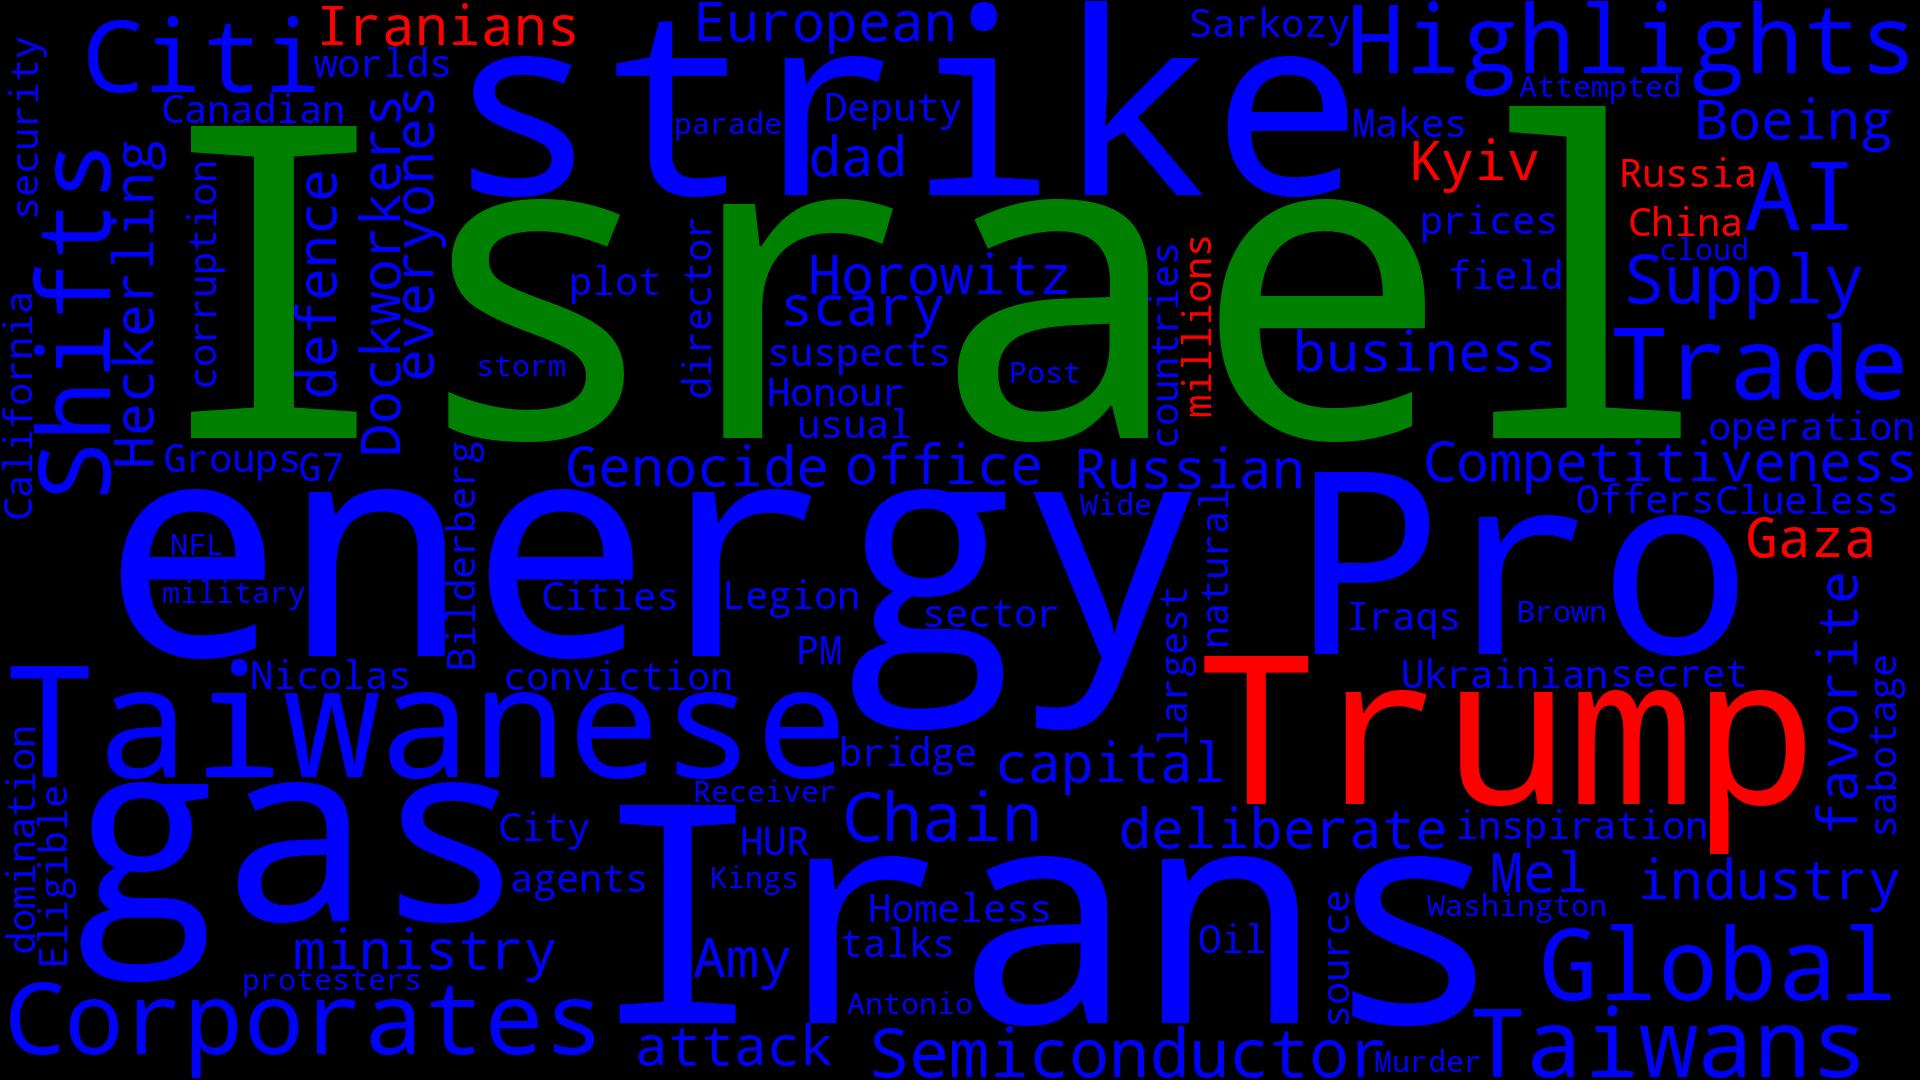 Iranians
European
Sarkozy
Highlights
Citi
worlds
strike
Attempted
security
Canadian
Dockworkers
everyones
parade
Deputy
Makes
Boeing
Shifts
Heckerling
corruption
defence
dad
Kyiv
Russia
AI
Israel
prices
China
cloud
plot
director
Horowitz
scary
countries
millions
field
Supply
California
storm
suspects
Post
business
Trade
Honour
usual
operation
Groups
G7
Bilderberg
Genocide
office
Russian
Competitiveness
energy
Wide
natural
Pro
Offers
Clueless
NFL
Gaza
military
Cities
Legion
sector
largest
Iraqs
Brown
favorite
PM
Taiwanese
Nicolas
conviction
Trump
Ukrainian
secret
sabotage
domination
bridge
capital
Eligible
gas
Receiver
Chain
City
Irans
HUR
deliberate
inspiration
agents
Kings
Mel
industry
Homeless
source
Washington
ministry
Amy
talks
Oil
Global
protesters
Corporates
Antonio
attack
Semiconductor
Murder
Taiwans